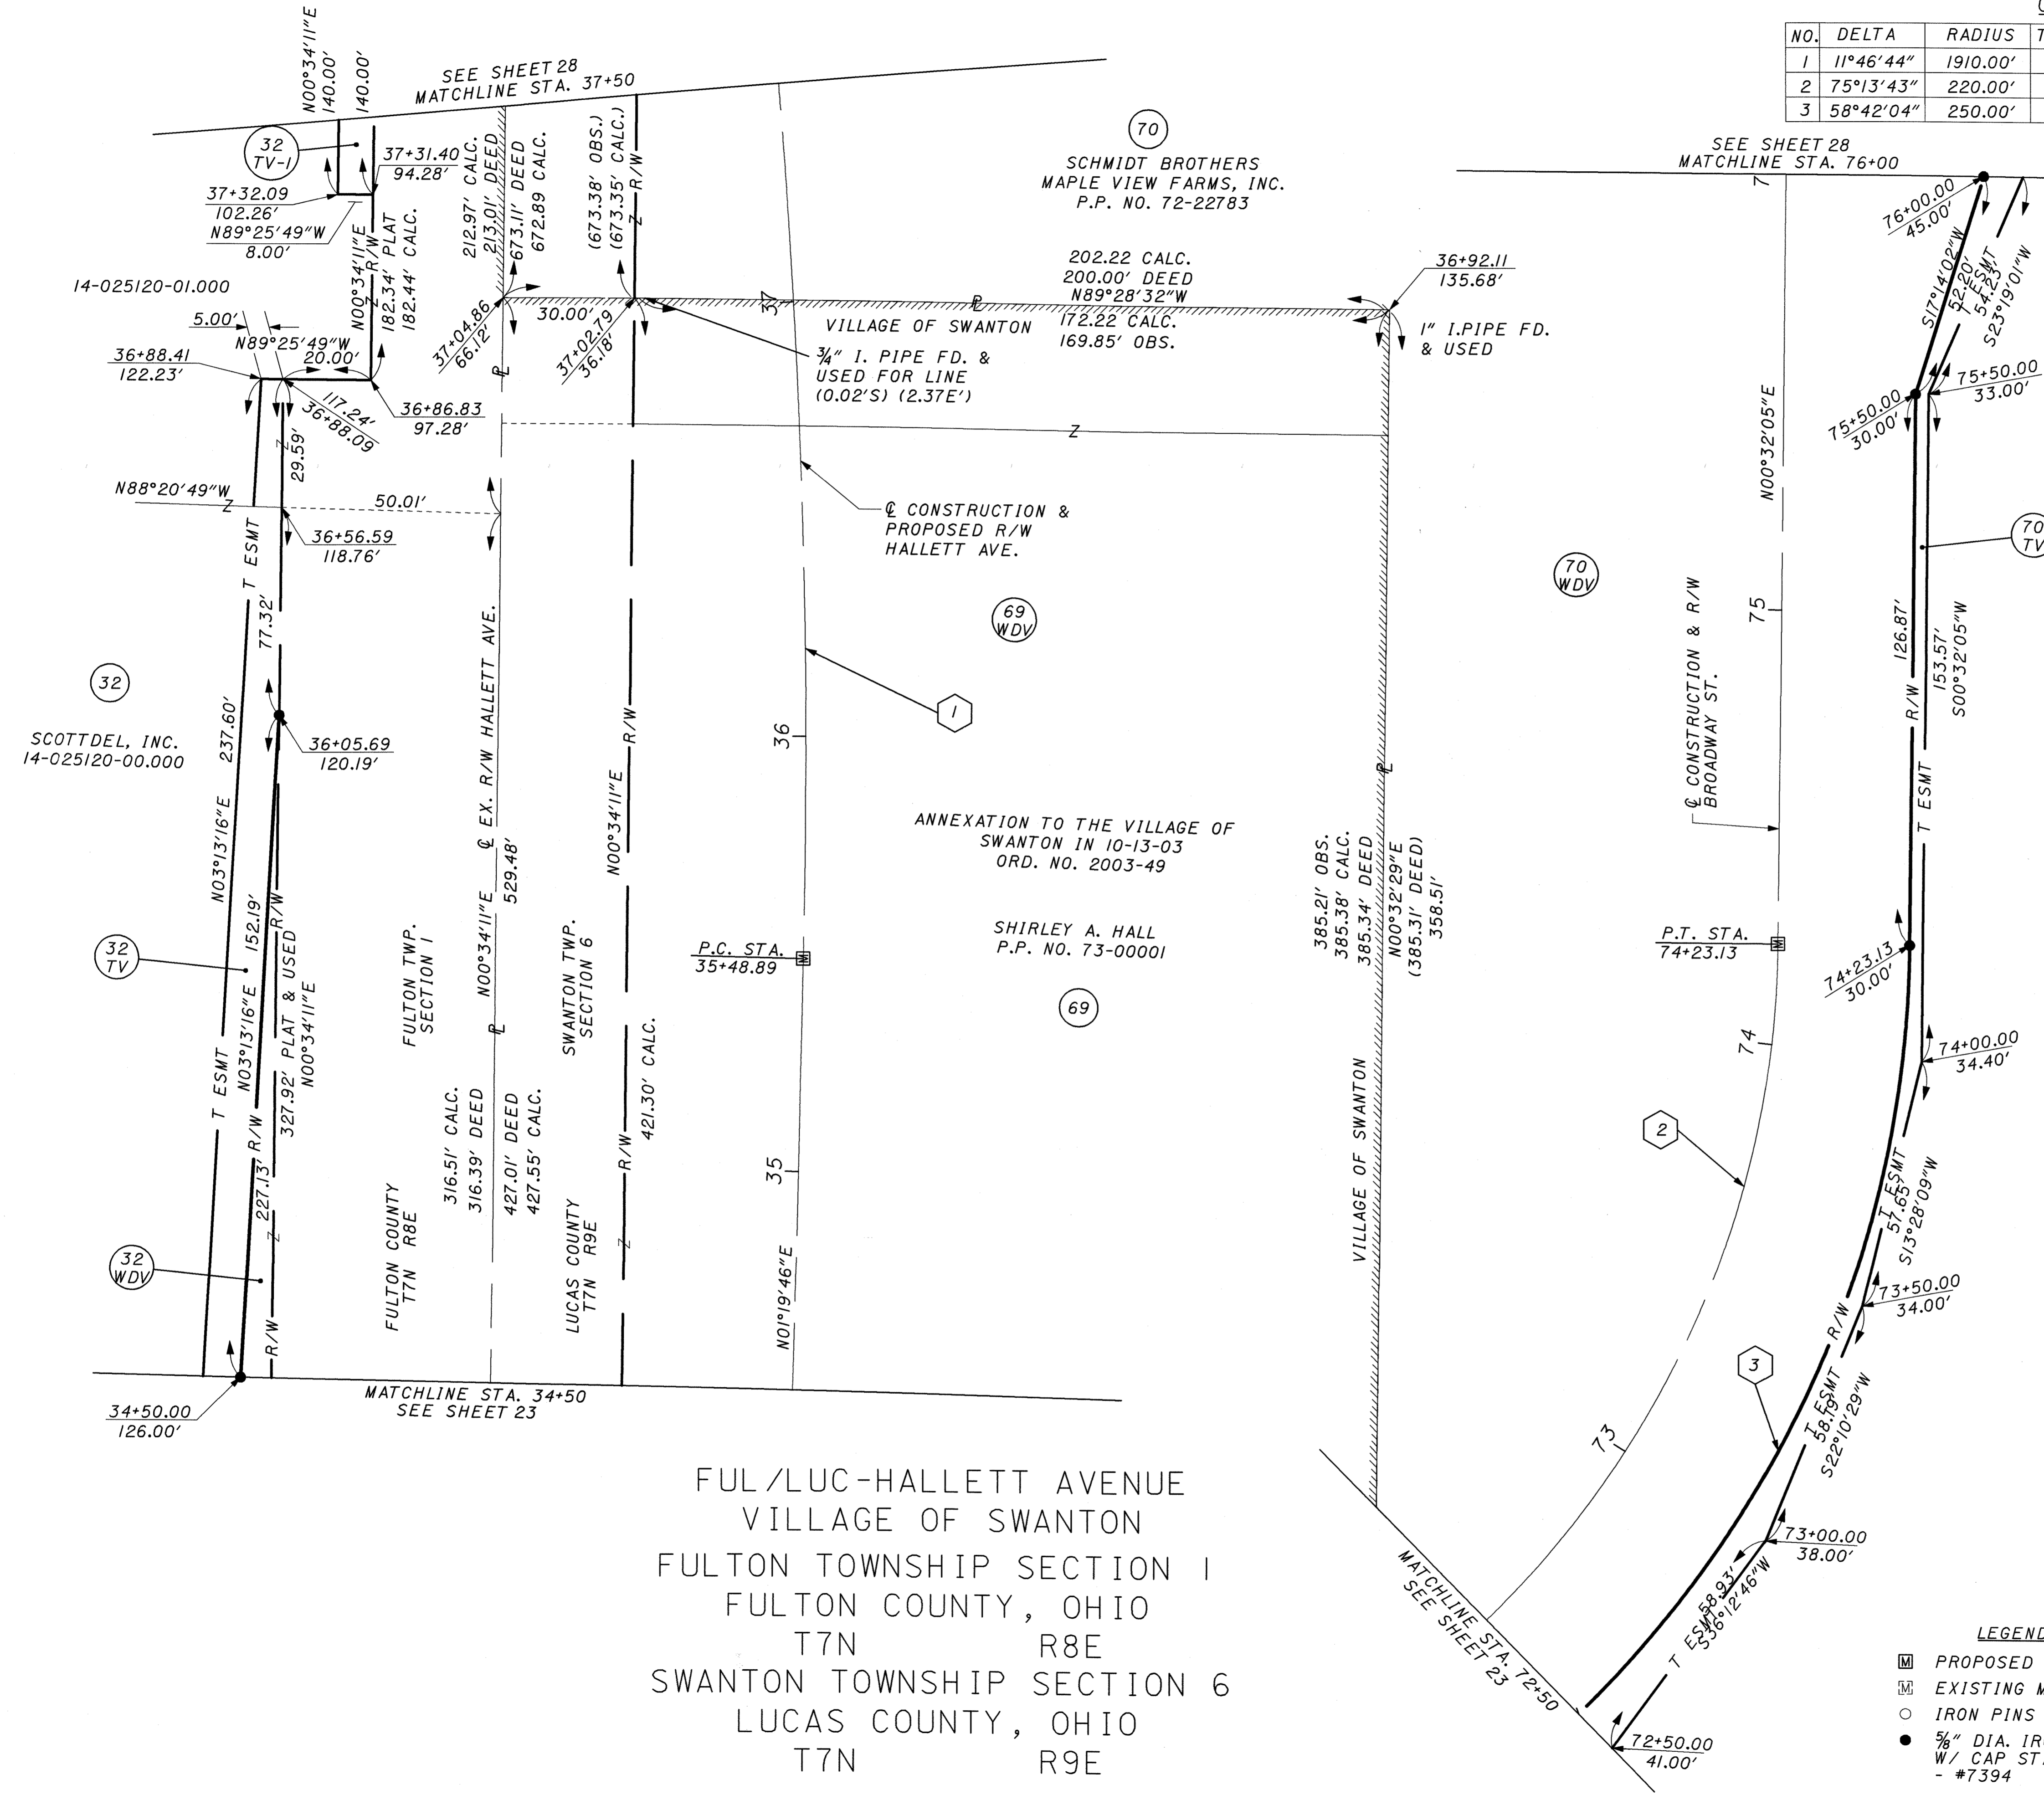 NO. DELTA RADIUS T
1 11°46'44" 1910.00'
2 75°13'43" 220.00'
3 58°42'04" 250.00'
N00°34'11"E
140.00'
140.00'
SEE SHEET 28
MATCHLINE STA. 37+50
32
TV-1
37+31.40
94.28'
37+32.09
102.26'
N89°25'49"W
8.00'
N00°34'11"E
R/W
Z
182.34' PLAT
182.44' CALC.
212.97' CALC.
213.01' DEED
673.11' DEED
672.89 CALC.
(673.38' OBS.)
(673.35' CALC.)
R/W
Z
70
SCHMIDT BROTHERS
MAPLE VIEW FARMS, INC.
P.P. NO. 72-22783
202.22 CALC.
200.00' DEED
N89°28'32"W
℄
VILLAGE OF SWANTON
172.22 CALC.
169.85' OBS.
36+92.11
135.68'
1" I.PIPE FD.
& USED
14-025120-01.000
5.00'
N89°25'49"W
20.00'
36+88.41
122.23'
117.24'
36+88.09
36+86.83
97.28'
29.59'
Z
N88°20'49"W
Z
50.01'
36+56.59
118.76'
30.00'
37+04.86
66.12'
37+02.79
36.18'
37
¾" I. PIPE FD. &
USED FOR LINE
(0.02'S) (2.37E')
Z
℄ CONSTRUCTION &
PROPOSED R/W
HALLETT AVE.
69
WDV
1
36
32
SCOTTDEL, INC.
14-025120-00.000
T ESMT
77.32'
237.60'
N03°13'16"E
36+05.69
120.19'
℄ EX. R/W HALLETT AVE.
N00°34'11"E
529.48'
R/W
N00°34'11"E
ANNEXATION TO THE VILLAGE OF
SWANTON IN 10-13-03
ORD. NO. 2003-49
SHIRLEY A. HALL
P.P. NO. 73-00001
69
P.C. STA.
35+48.89
32
TV
T ESMT
152.19'
N03°13'16"E
R/W
R/W
327.92' PLAT & USED
N00°34'11"E
227.13'
Z
R/W
32
WDV
FULTON TWP.
SECTION 1
SWANTON TWP.
SECTION 6
316.51' CALC.
316.39' DEED
427.01' DEED
427.55' CALC.
421.30' CALC.
R/W
Z
FULTON COUNTY
T7N R8E
LUCAS COUNTY
T7N R9E
35
N01°19'46"E
34+50.00
126.00'
MATCHLINE STA. 34+50
SEE SHEET 23
385.21' OBS.
385.38' CALC.
385.34' DEED
N00°32'29"E
(385.31' DEED)
358.51'
VILLAGE OF SWANTON
SEE SHEET 28
MATCHLINE STA. 76+00
7
76+00.00
45.00'
S17°14'02"W
52.20'
T ESMT
54.23'
S23°19'01"W
75+50.00
33.00'
75+50.00
30.00'
N00°32'05"E
70
WDV
70
TV
75
℄ CONSTRUCTION & R/W
BROADWAY ST.
126.87'
R/W
153.57'
S00°32'05"W
T ESMT
P.T. STA.
74+23.13
74+23.13
30.00'
74
74+00.00
34.40'
2
T ESMT
57.65'
S13°28'09"W
73+50.00
34.00'
R/W
3
T ESMT
58.19'
S22°10'29"W
73
73+00.00
38.00'
58.93'
T ESMT
S36°12'46"W
MATCHLINE STA. 72+50
SEE SHEET 23
72+50.00
41.00'
FUL/LUC-HALLETT AVENUE
VILLAGE OF SWANTON
FULTON TOWNSHIP SECTION 1
FULTON COUNTY, OHIO
T7N R8E
SWANTON TOWNSHIP SECTION 6
LUCAS COUNTY, OHIO
T7N R9E
LEGEND
M PROPOSED
M EXISTING M
IRON PINS
⅝" DIA. IRO
W/ CAP ST.
- #7394